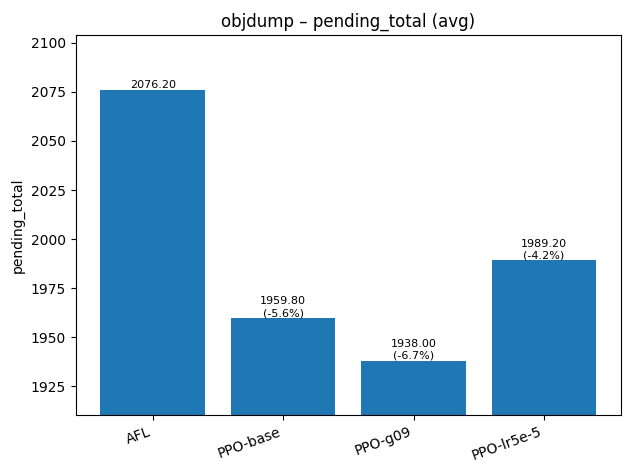 objdump – pending_total (avg)
2100
2075
2050
2025
2000
1975
1950
1925
pending_total
2076.20
1959.80
(-5.6%)
1938.00
(-6.7%)
1989.20
(-4.2%)
AFL
PPO-base
PPO-g09
PPO-lr5e-5